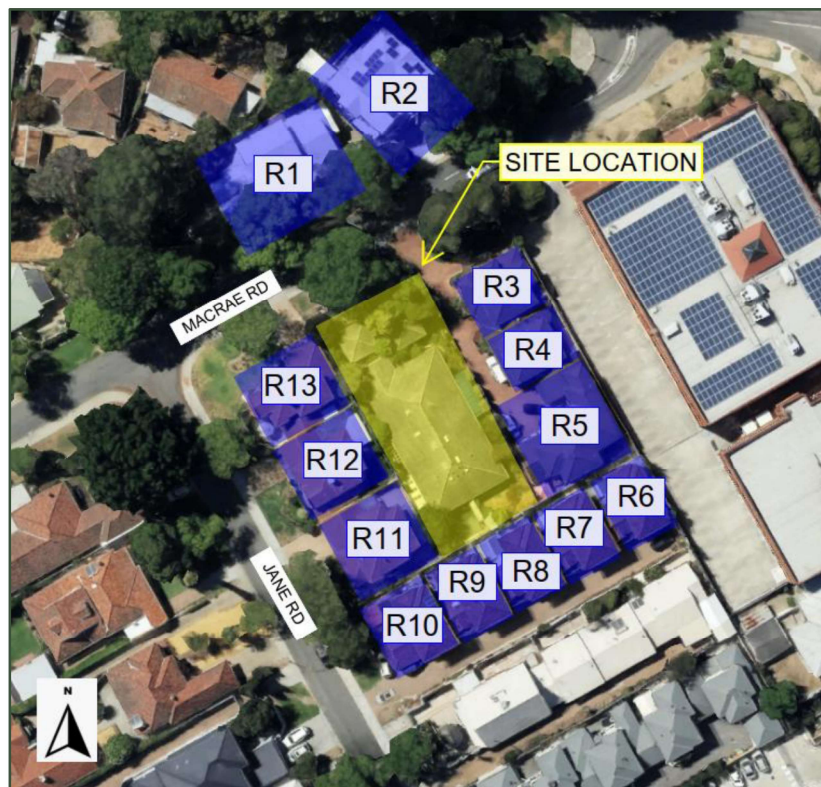 R2
SITE LOCATION
R1
R3
MACRAE RD
R4
R13
R5
R12
R6
R11
R7
R8
R9
JANE RD
R10
N